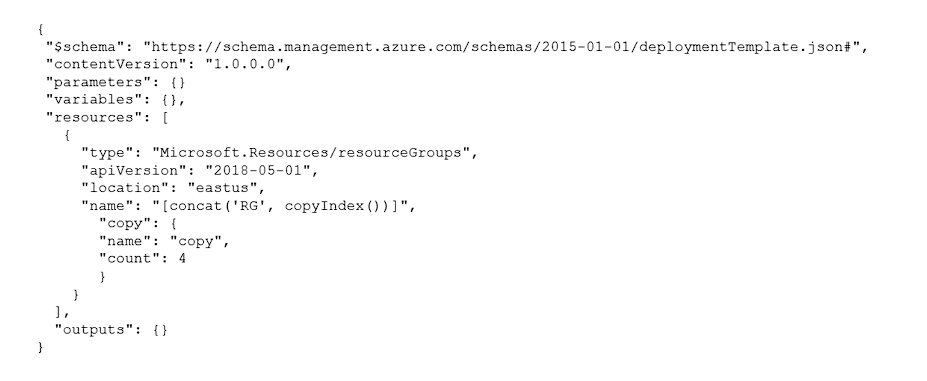 {
"$schema": "https://schema.management.azure.com/schemas/2015-01-01/deploymentTemplate.json#",
"contentVersion": "1.0.0.0",
"parameters": {}
"variables": {},
"resources": [
{
"type": "Microsoft.Resources/resourceGroups",
"apiVersion": "2018-05-01",
"location": "eastus",
"name": "[concat('RG', copyIndex())]",
"copy": {
"name": "copy",
"count": 4
}
}
],
"outputs": {}
}